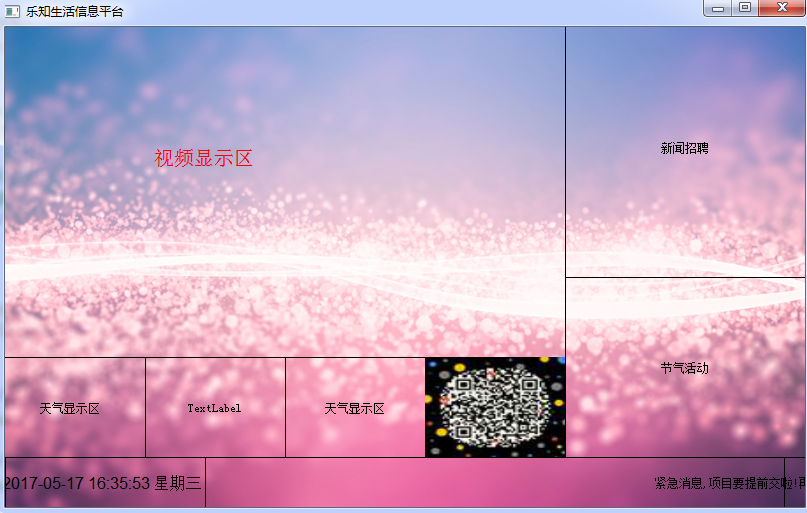 乐知生活信息平台
视频显示区
新闻招聘
节气活动
天气显示区
TextLabel
天气显示区
2017-05-17 16:35:53 星期三
紧急消息,项目要提前交啦!